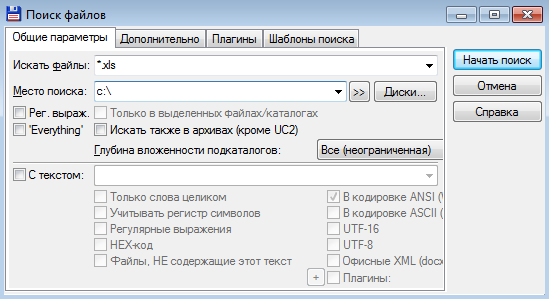 Поиск файлов
Общие параметры Дополнительно Плагины Шаблоны поиска
Искать файлы: *.xls Начать поиск
Место поиска: c:\ >> Диски... Отмена
Рег. выраж. Только в выделенных файлах/каталогах Справка
'Everything' Искать также в архивах (кроме UC2)
Глубина вложенности подкаталогов: Все (неограниченная)
С текстом:
Только слова целиком В кодировке ANSI (
Учитывать регистр символов В кодировке ASCII (
Регулярные выражения UTF-16
HEX-код UTF-8
Файлы, НЕ содержащие этот текст Офисные XML (docx
+ Плагины: